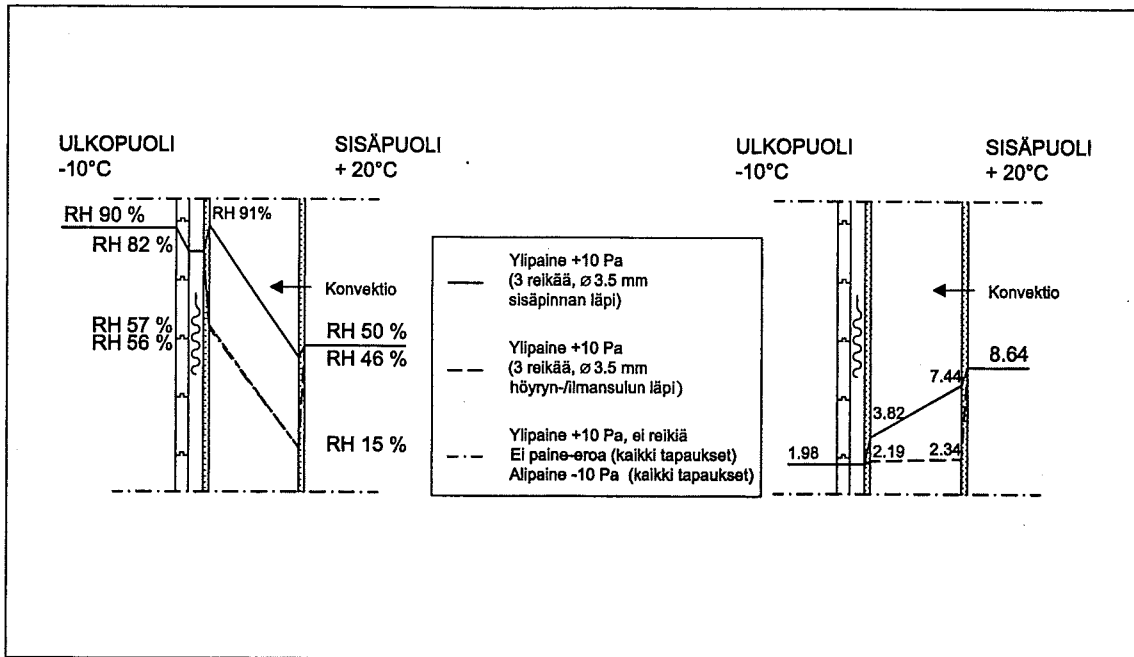 ULKOPUOLI
-10°C
SISÄPUOLI
+ 20°C
RH 90 %
RH 91%
RH 82 %
Konvektio
RH 57 %
RH 56 %
RH 50 %
RH 46 %
RH 15 %
Ylipaine +10 Pa
(3 reikää, ø 3.5 mm
sisäpinnan läpi)
Ylipaine +10 Pa
(3 reikää, ø 3.5 mm
höyryn-/ilmansulun läpi)
Ylipaine +10 Pa, ei reikiä
Ei paine-eroa (kaikki tapaukset)
Alipaine -10 Pa (kaikki tapaukset)
ULKOPUOLI
-10°C
SISÄPUOLI
+ 20°C
Konvektio
8.64
7.44
3.82
1.98
2.19
2.34